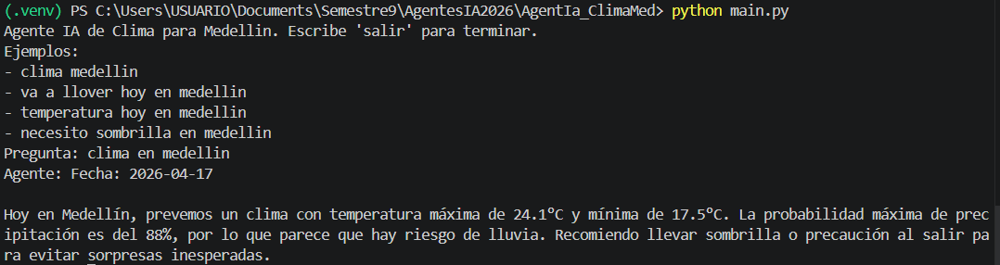 (.venv) PS C:\Users\USUARIO\Documents\Semestre9\AgentesIA2026\AgentIa_ClimaMed> python main.py
Agente IA de Clima para Medellin. Escribe 'salir' para terminar.
Ejemplos:
- clima medellin
- va a llover hoy en medellin
- temperatura hoy en medellin
- necesito sombrilla en medellin
Pregunta: clima en medellin
Agente: Fecha: 2026-04-17
Hoy en Medellín, prevemos un clima con temperatura máxima de 24.1ºC y mínima de 17.5ºC. La probabilidad máxima de prec
ipitación es del 88%, por lo que parece que hay riesgo de lluvia. Recomiendo llevar sombrilla o precaución al salir pa
ra evitar sorpresas inesperadas.